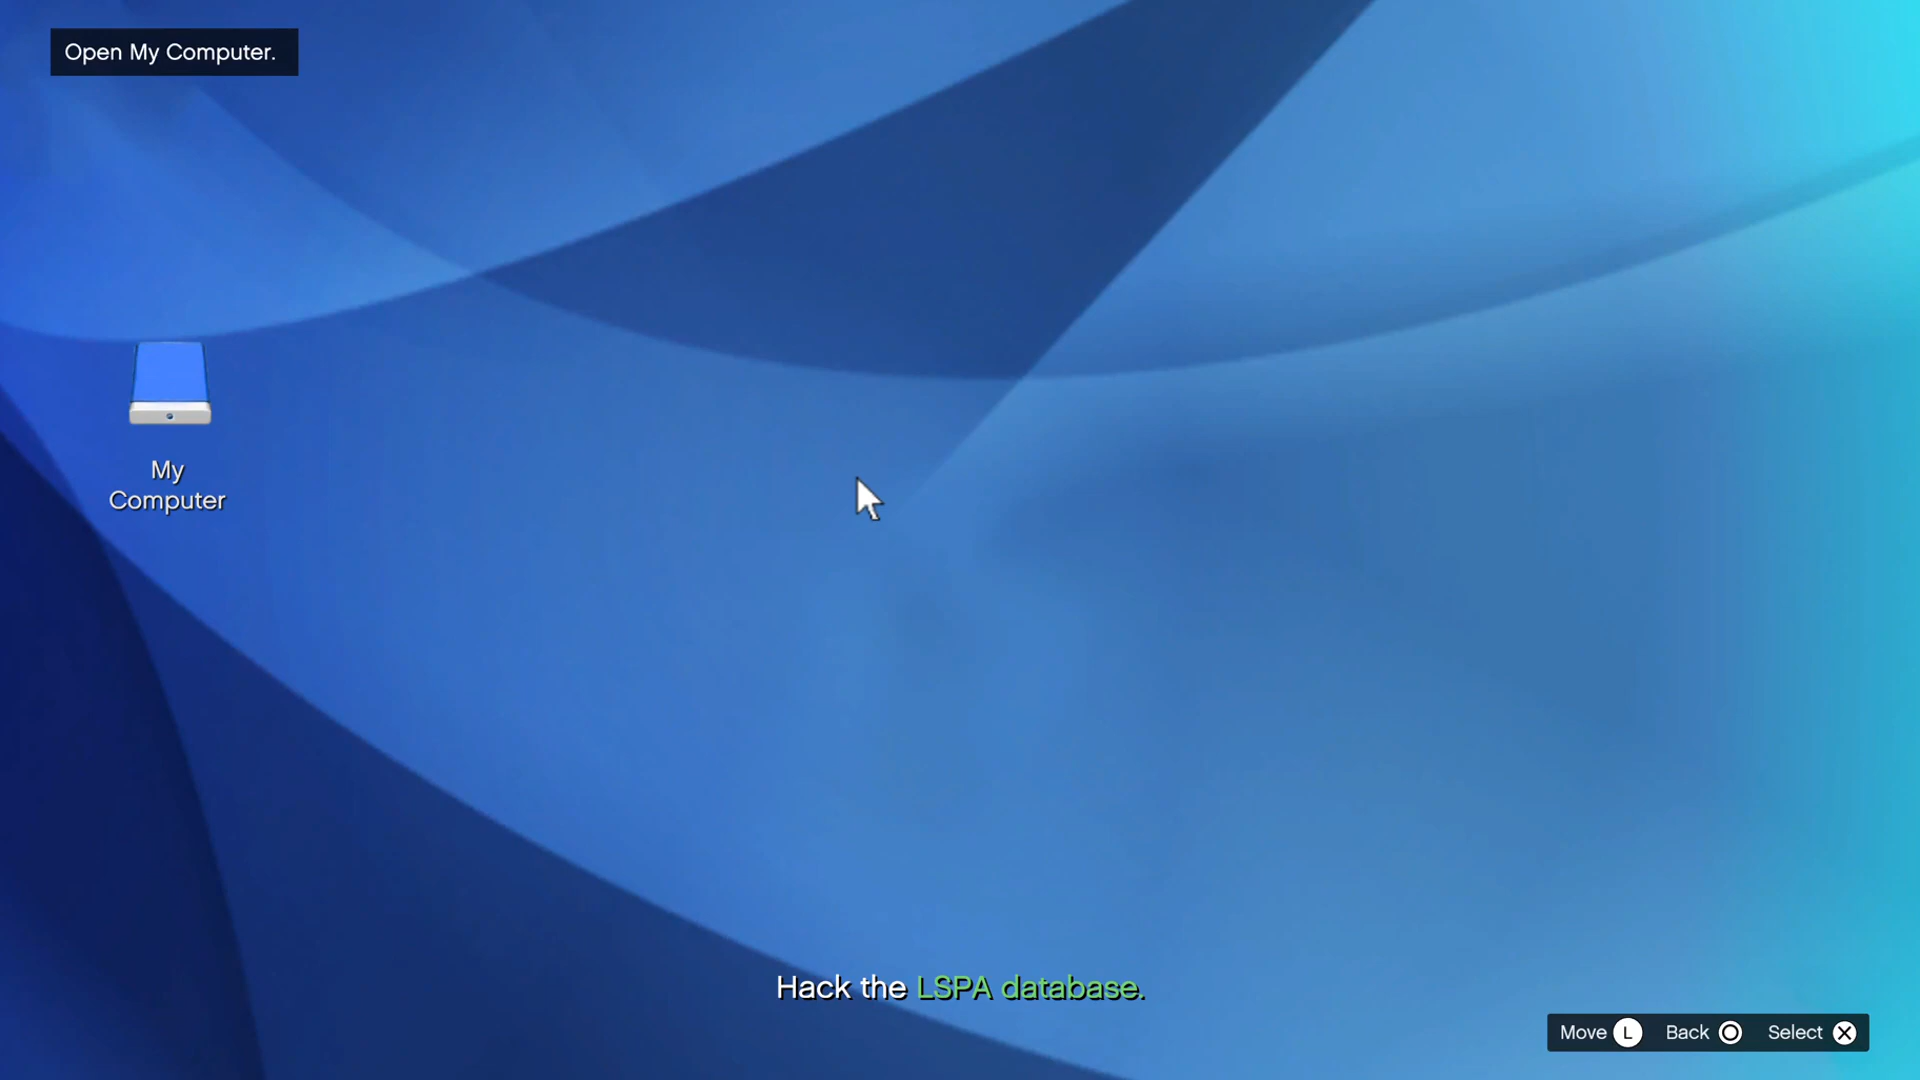 Open My Computer.
My
Computer
Hack the LSPA database.
Move L Back Select